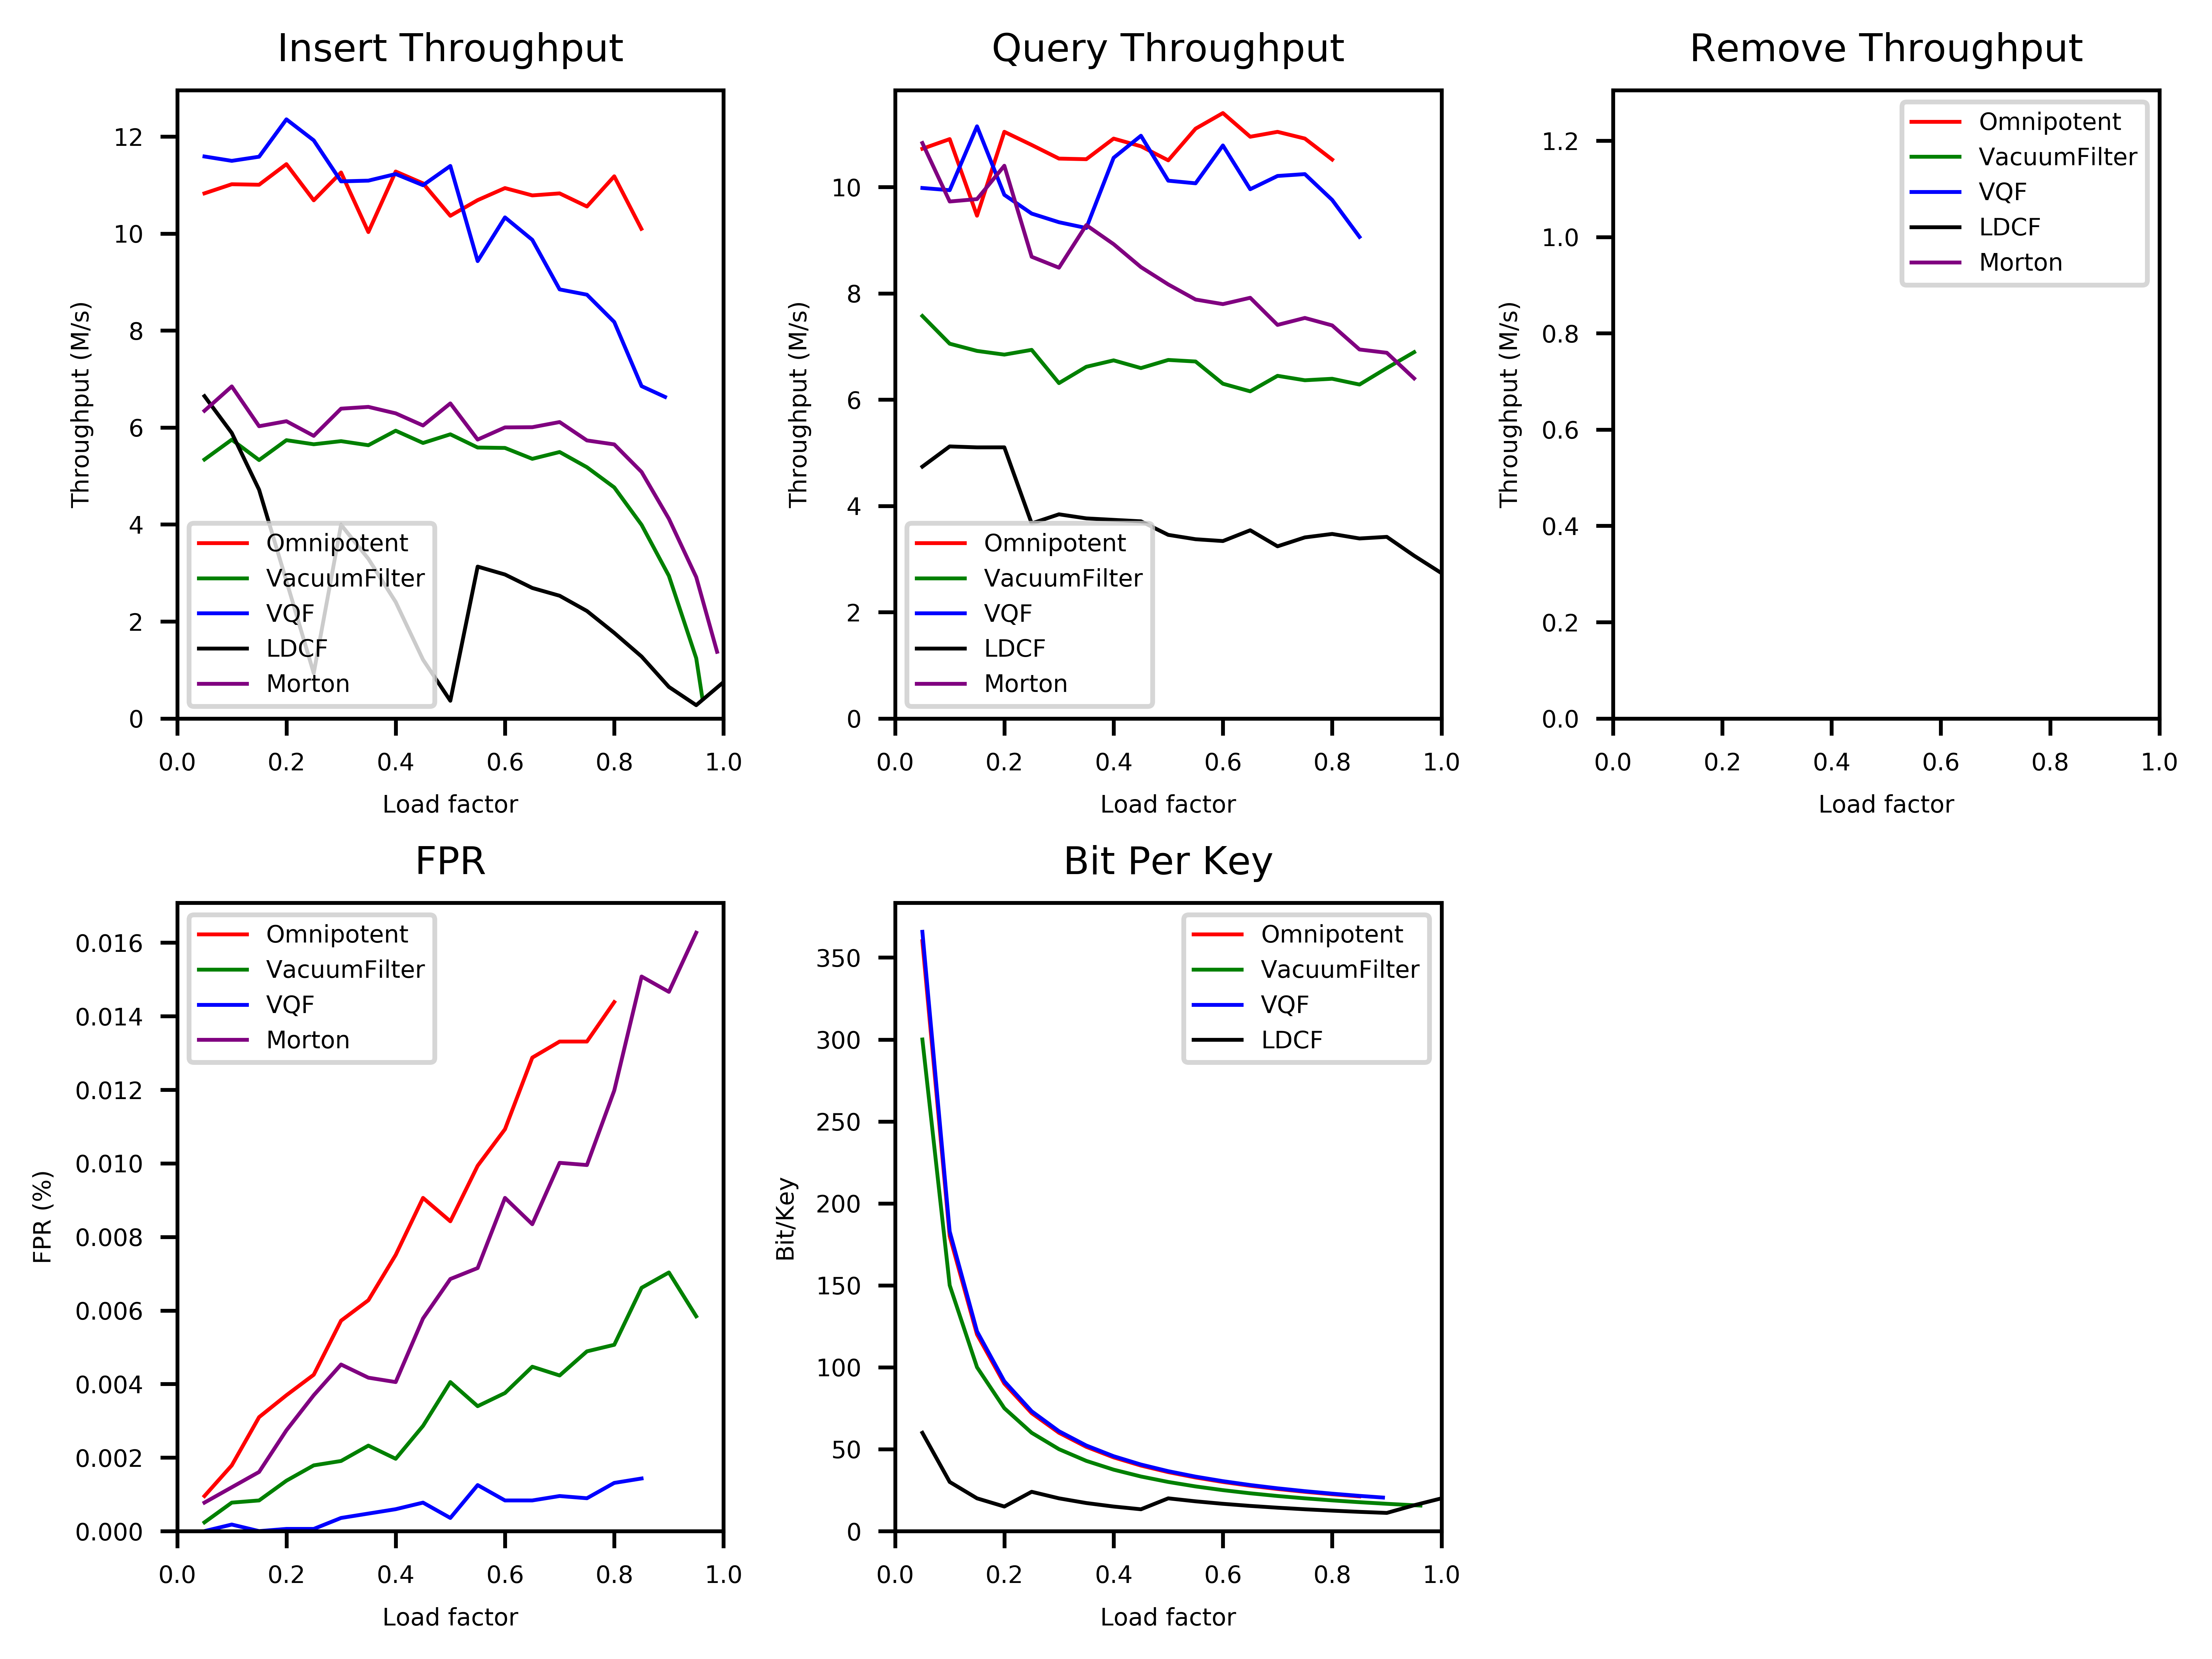 Insert Throughput
12
10
8
6
4
2
0
Throughput (M/s)
Omnipotent
VacuumFilter
VQF
LDCF
Morton
0.0 0.2 0.4 0.6 0.8 1.0
Load factor
Query Throughput
10
8
6
4
2
0
Throughput (M/s)
Omnipotent
VacuumFilter
VQF
LDCF
Morton
0.0 0.2 0.4 0.6 0.8 1.0
Load factor
Remove Throughput
1.2
1.0
0.8
0.6
0.4
0.2
0.0
Throughput (M/s)
Omnipotent
VacuumFilter
VQF
LDCF
Morton
0.0 0.2 0.4 0.6 0.8 1.0
Load factor
FPR
0.016
0.014
0.012
0.010
0.008
0.006
0.004
0.002
0.000
FPR (%)
Omnipotent
VacuumFilter
VQF
Morton
0.0 0.2 0.4 0.6 0.8 1.0
Load factor
Bit Per Key
350
300
250
200
150
100
50
0
Bit/Key
Omnipotent
VacuumFilter
VQF
LDCF
0.0 0.2 0.4 0.6 0.8 1.0
Load factor